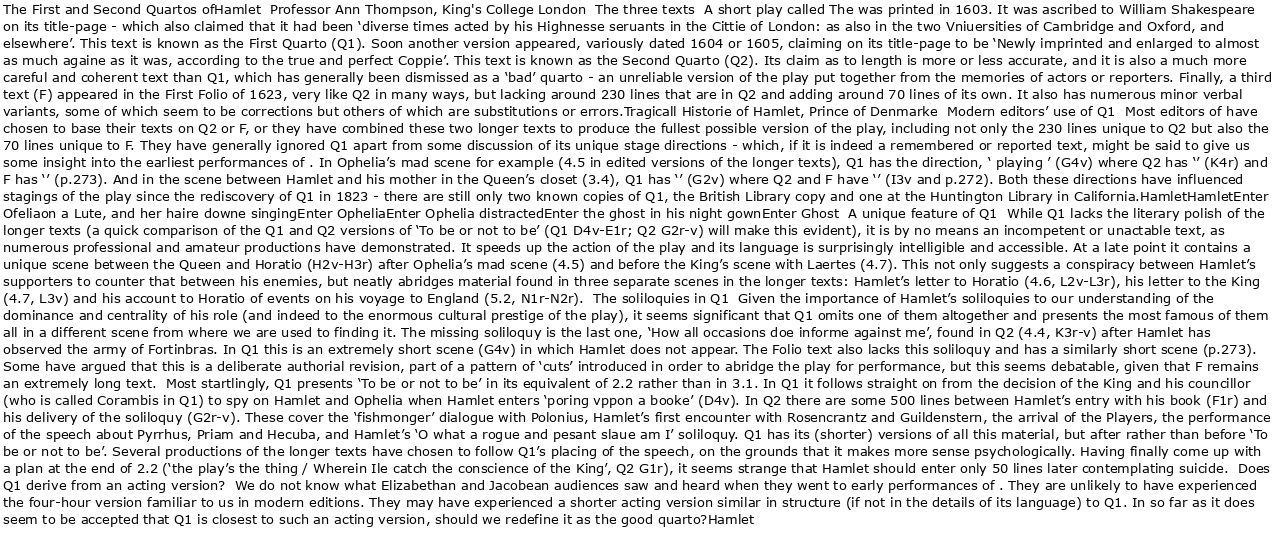 The First and Second Quartos ofHamlet  Professor Ann Thompson, King's College London  The three texts  A short play called The was printed in 1603. It was ascribed to William Shakespeare
on its title-page - which also claimed that it had been ‘diverse times acted by his Highnesse seruants in the Cittie of London: as also in the two Vniuersities of Cambridge and Oxford, and
elsewhere’. This text is known as the First Quarto (Q1). Soon another version appeared, variously dated 1604 or 1605, claiming on its title-page to be ‘Newly imprinted and enlarged to almost
as much againe as it was, according to the true and perfect Coppie’. This text is known as the Second Quarto (Q2). Its claim as to length is more or less accurate, and it is also a much more
careful and coherent text than Q1, which has generally been dismissed as a ‘bad’ quarto - an unreliable version of the play put together from the memories of actors or reporters. Finally, a third
text (F) appeared in the First Folio of 1623, very like Q2 in many ways, but lacking around 230 lines that are in Q2 and adding around 70 lines of its own. It also has numerous minor verbal
variants, some of which seem to be corrections but others of which are substitutions or errors.Tragicall Historie of Hamlet, Prince of Denmarke  Modern editors’ use of Q1  Most editors of have
chosen to base their texts on Q2 or F, or they have combined these two longer texts to produce the fullest possible version of the play, including not only the 230 lines unique to Q2 but also the
70 lines unique to F. They have generally ignored Q1 apart from some discussion of its unique stage directions - which, if it is indeed a remembered or reported text, might be said to give us
some insight into the earliest performances of . In Ophelia’s mad scene for example (4.5 in edited versions of the longer texts), Q1 has the direction, ‘ playing ’ (G4v) where Q2 has ‘’ (K4r) and
F has ‘’ (p.273). And in the scene between Hamlet and his mother in the Queen’s closet (3.4), Q1 has ‘’ (G2v) where Q2 and F have ‘’ (I3v and p.272). Both these directions have influenced
stagings of the play since the rediscovery of Q1 in 1823 - there are still only two known copies of Q1, the British Library copy and one at the Huntington Library in California.HamletHamletEnter
Ofeliaon a Lute, and her haire downe singingEnter OpheliaEnter Ophelia distractedEnter the ghost in his night gownEnter Ghost  A unique feature of Q1  While Q1 lacks the literary polish of the
longer texts (a quick comparison of the Q1 and Q2 versions of ‘To be or not to be’ (Q1 D4v-E1r; Q2 G2r-v) will make this evident), it is by no means an incompetent or unactable text, as
numerous professional and amateur productions have demonstrated. It speeds up the action of the play and its language is surprisingly intelligible and accessible. At a late point it contains a
unique scene between the Queen and Horatio (H2v-H3r) after Ophelia’s mad scene (4.5) and before the King’s scene with Laertes (4.7). This not only suggests a conspiracy between Hamlet’s
supporters to counter that between his enemies, but neatly abridges material found in three separate scenes in the longer texts: Hamlet’s letter to Horatio (4.6, L2v-L3r), his letter to the King
(4.7, L3v) and his account to Horatio of events on his voyage to England (5.2, N1r-N2r).  The soliloquies in Q1  Given the importance of Hamlet’s soliloquies to our understanding of the
dominance and centrality of his role (and indeed to the enormous cultural prestige of the play), it seems significant that Q1 omits one of them altogether and presents the most famous of them
all in a different scene from where we are used to finding it. The missing soliloquy is the last one, ‘How all occasions doe informe against me’, found in Q2 (4.4, K3r-v) after Hamlet has
observed the army of Fortinbras. In Q1 this is an extremely short scene (G4v) in which Hamlet does not appear. The Folio text also lacks this soliloquy and has a similarly short scene (p.273).
Some have argued that this is a deliberate authorial revision, part of a pattern of ‘cuts’ introduced in order to abridge the play for performance, but this seems debatable, given that F remains
an extremely long text.  Most startlingly, Q1 presents ‘To be or not to be’ in its equivalent of 2.2 rather than in 3.1. In Q1 it follows straight on from the decision of the King and his councillor
(who is called Corambis in Q1) to spy on Hamlet and Ophelia when Hamlet enters ‘poring vppon a booke’ (D4v). In Q2 there are some 500 lines between Hamlet’s entry with his book (F1r) and
his delivery of the soliloquy (G2r-v). These cover the ‘fishmonger’ dialogue with Polonius, Hamlet’s first encounter with Rosencrantz and Guildenstern, the arrival of the Players, the performance
of the speech about Pyrrhus, Priam and Hecuba, and Hamlet’s ‘O what a rogue and pesant slaue am I’ soliloquy. Q1 has its (shorter) versions of all this material, but after rather than before ‘To
be or not to be’. Several productions of the longer texts have chosen to follow Q1’s placing of the speech, on the grounds that it makes more sense psychologically. Having finally come up with
a plan at the end of 2.2 (‘the play’s the thing / Wherein Ile catch the conscience of the King’, Q2 G1r), it seems strange that Hamlet should enter only 50 lines later contemplating suicide.  Does
Q1 derive from an acting version?  We do not know what Elizabethan and Jacobean audiences saw and heard when they went to early performances of . They are unlikely to have experienced
the four-hour version familiar to us in modern editions. They may have experienced a shorter acting version similar in structure (if not in the details of its language) to Q1. In so far as it does
seem to be accepted that Q1 is closest to such an acting version, should we redefine it as the good quarto?Hamlet